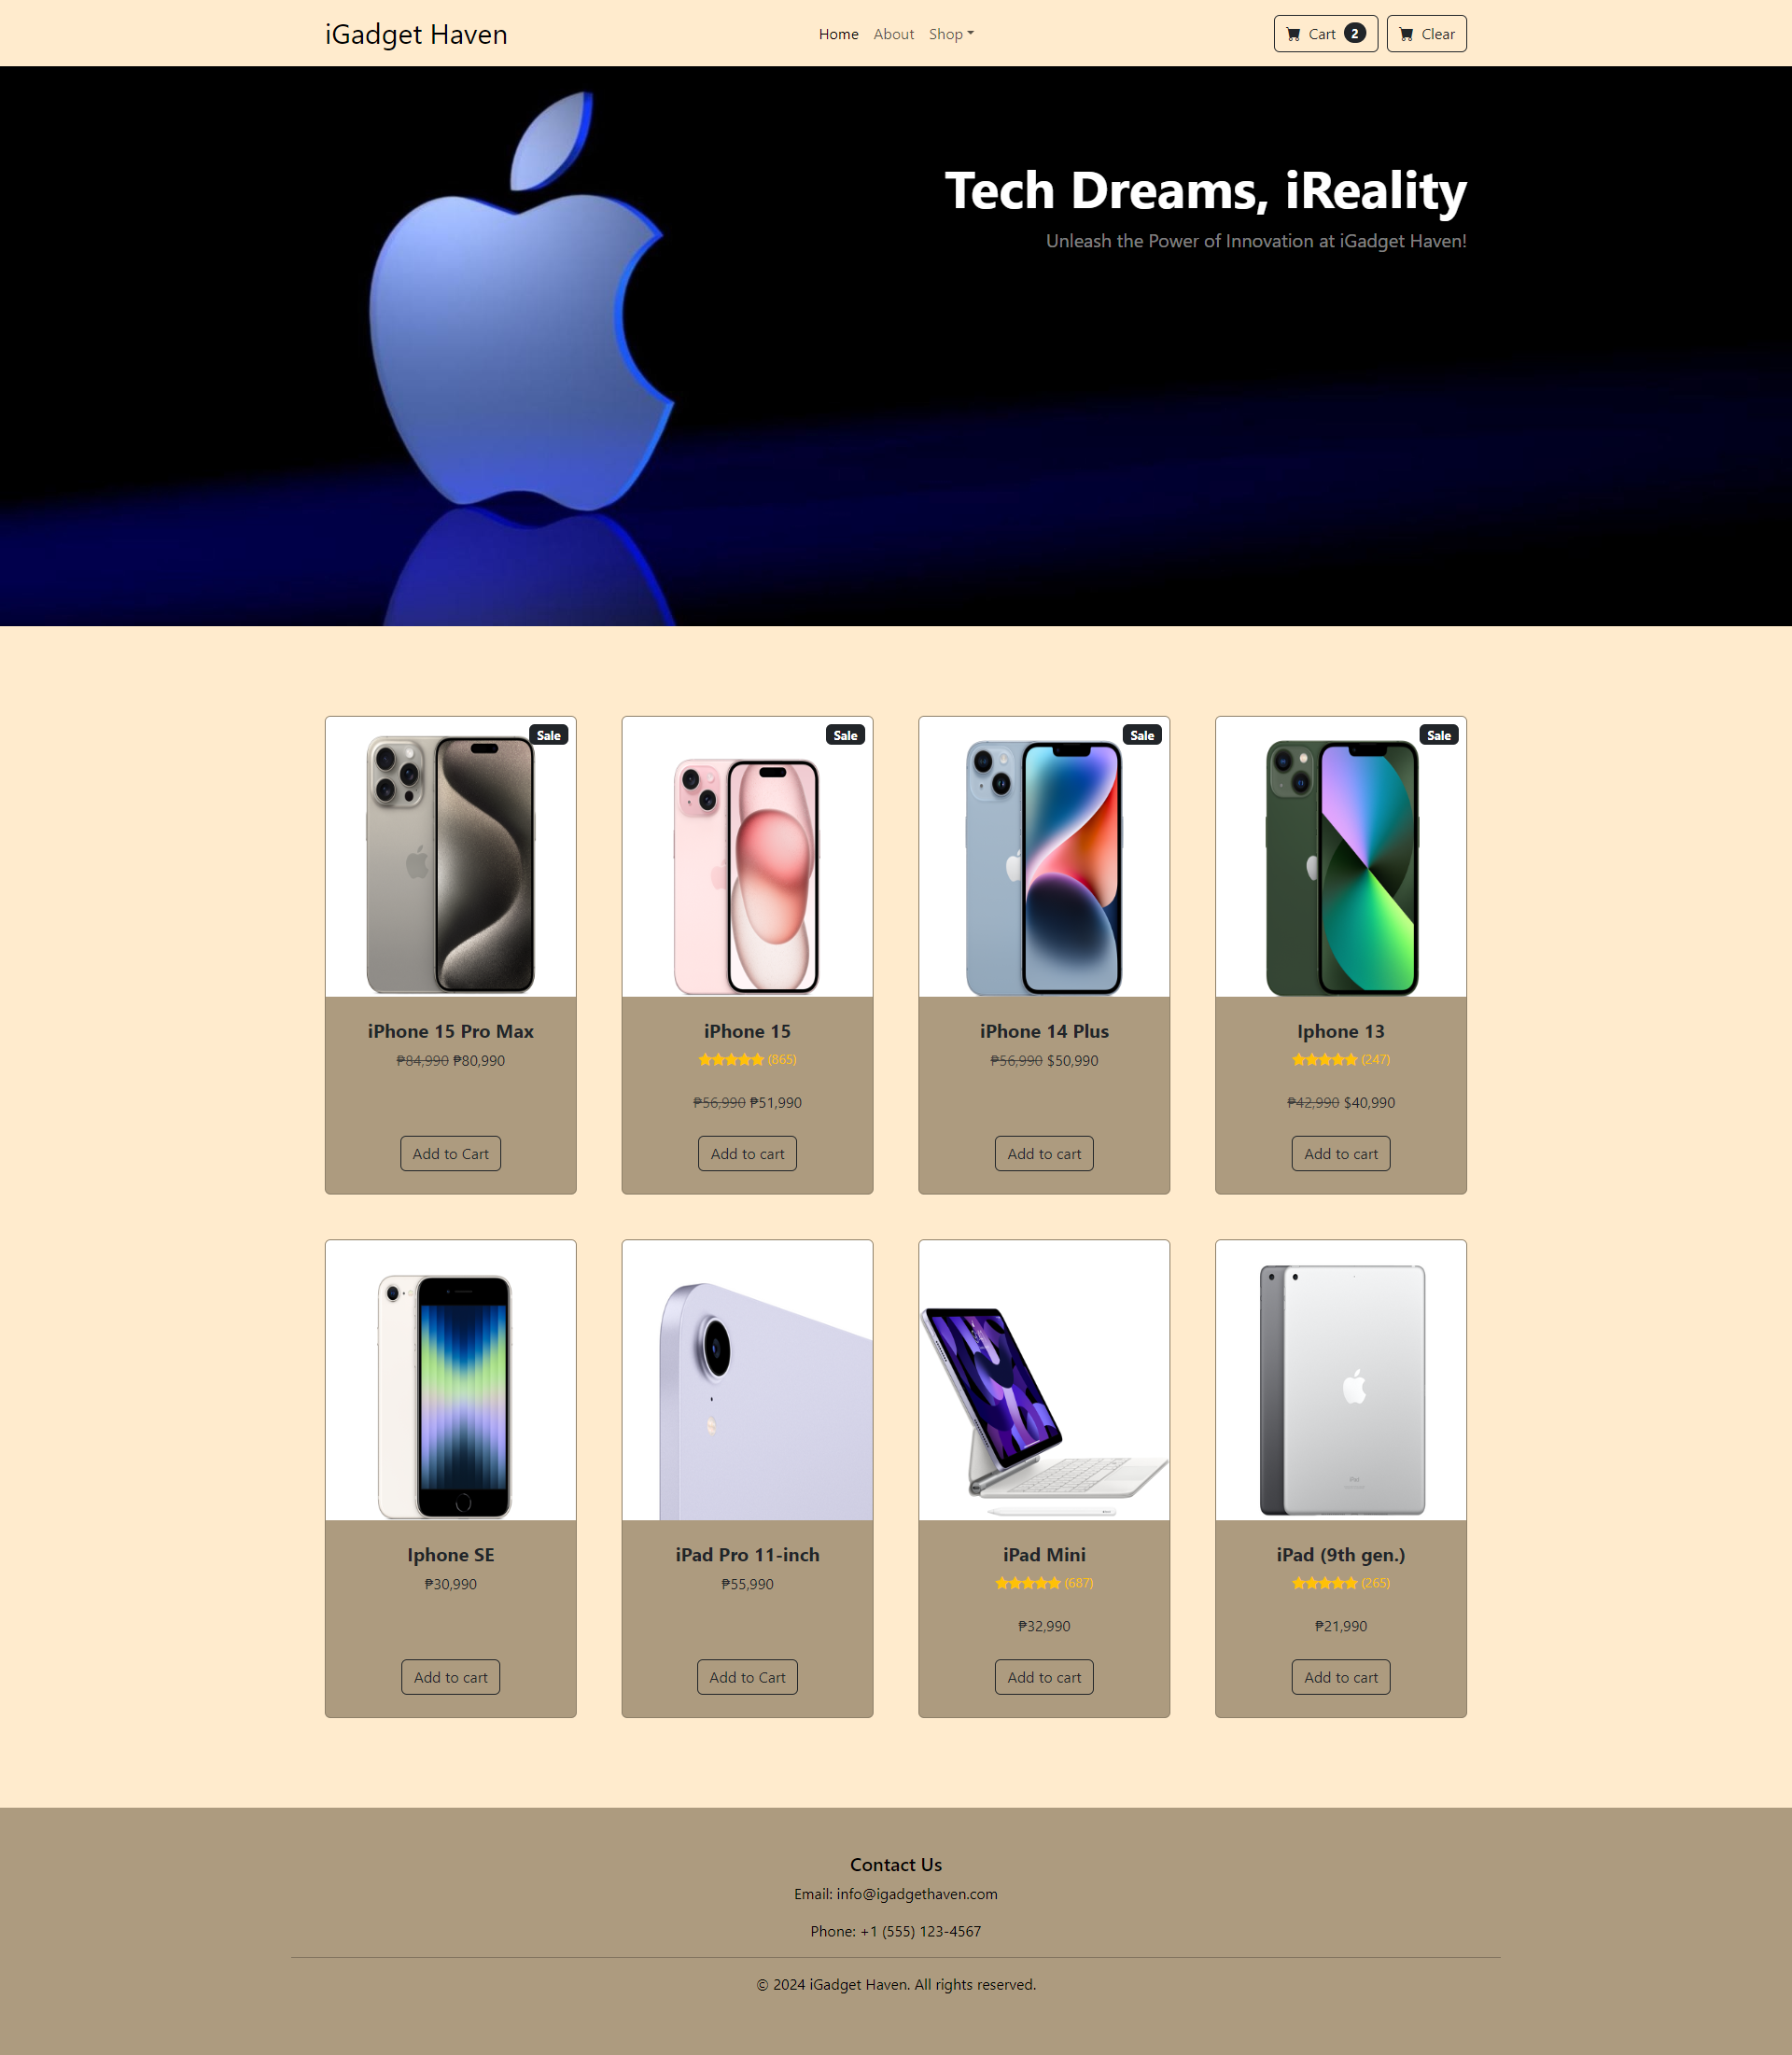 iGadget Haven
Home About Shop
Cart 2
Clear
Tech Dreams, iReality
Unleash the Power of Innovation at iGadget Haven!
Sale
iPhone 15 Pro Max
₱84,990 ₱80,990
Add to Cart
Sale
iPhone 15
(865)
₱56,990 ₱51,990
Add to cart
Sale
iPhone 14 Plus
₱56,990 $50,990
Add to cart
Sale
Iphone 13
(247)
₱42,990 $40,990
Add to cart
Iphone SE
₱30,990
Add to cart
iPad Pro 11-inch
₱55,990
Add to Cart
iPad Mini
(687)
₱32,990
Add to cart
iPad
iPad (9th gen.)
(265)
₱21,990
Add to cart
Contact Us
Email: info@igadgethaven.com
Phone: +1 (555) 123-4567
© 2024 iGadget Haven. All rights reserved.